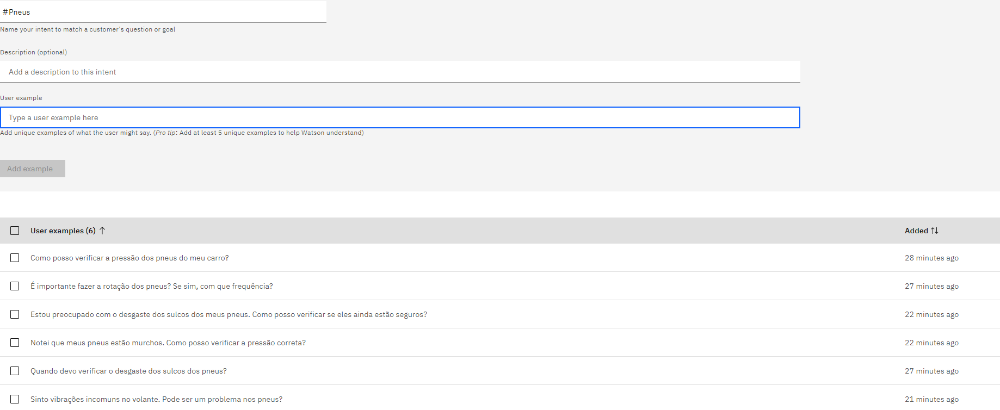 #Pneus
Name your intent to match a customer's question or goal
Description (optional)
Add a description to this intent
User example
Type a user example here
Add unique examples of what the user might say. (Pro tip: Add at least 5 unique examples to help Watson understand)
Add example
User examples (6) ↑ Added ↑↓
Como posso verificar a pressão dos pneus do meu carro? 28 minutes ago
É importante fazer a rotação dos pneus? Se sim, com que frequência? 27 minutes ago
Estou preocupado com o desgaste dos sulcos dos meus pneus. Como posso verificar se eles ainda estão seguros? 22 minutes ago
Notei que meus pneus estão murchos. Como posso verificar a pressão correta? 22 minutes ago
Quando devo verificar o desgaste dos sulcos dos pneus? 27 minutes ago
Sinto vibrações incomuns no volante. Pode ser um problema nos pneus? 21 minutes ago